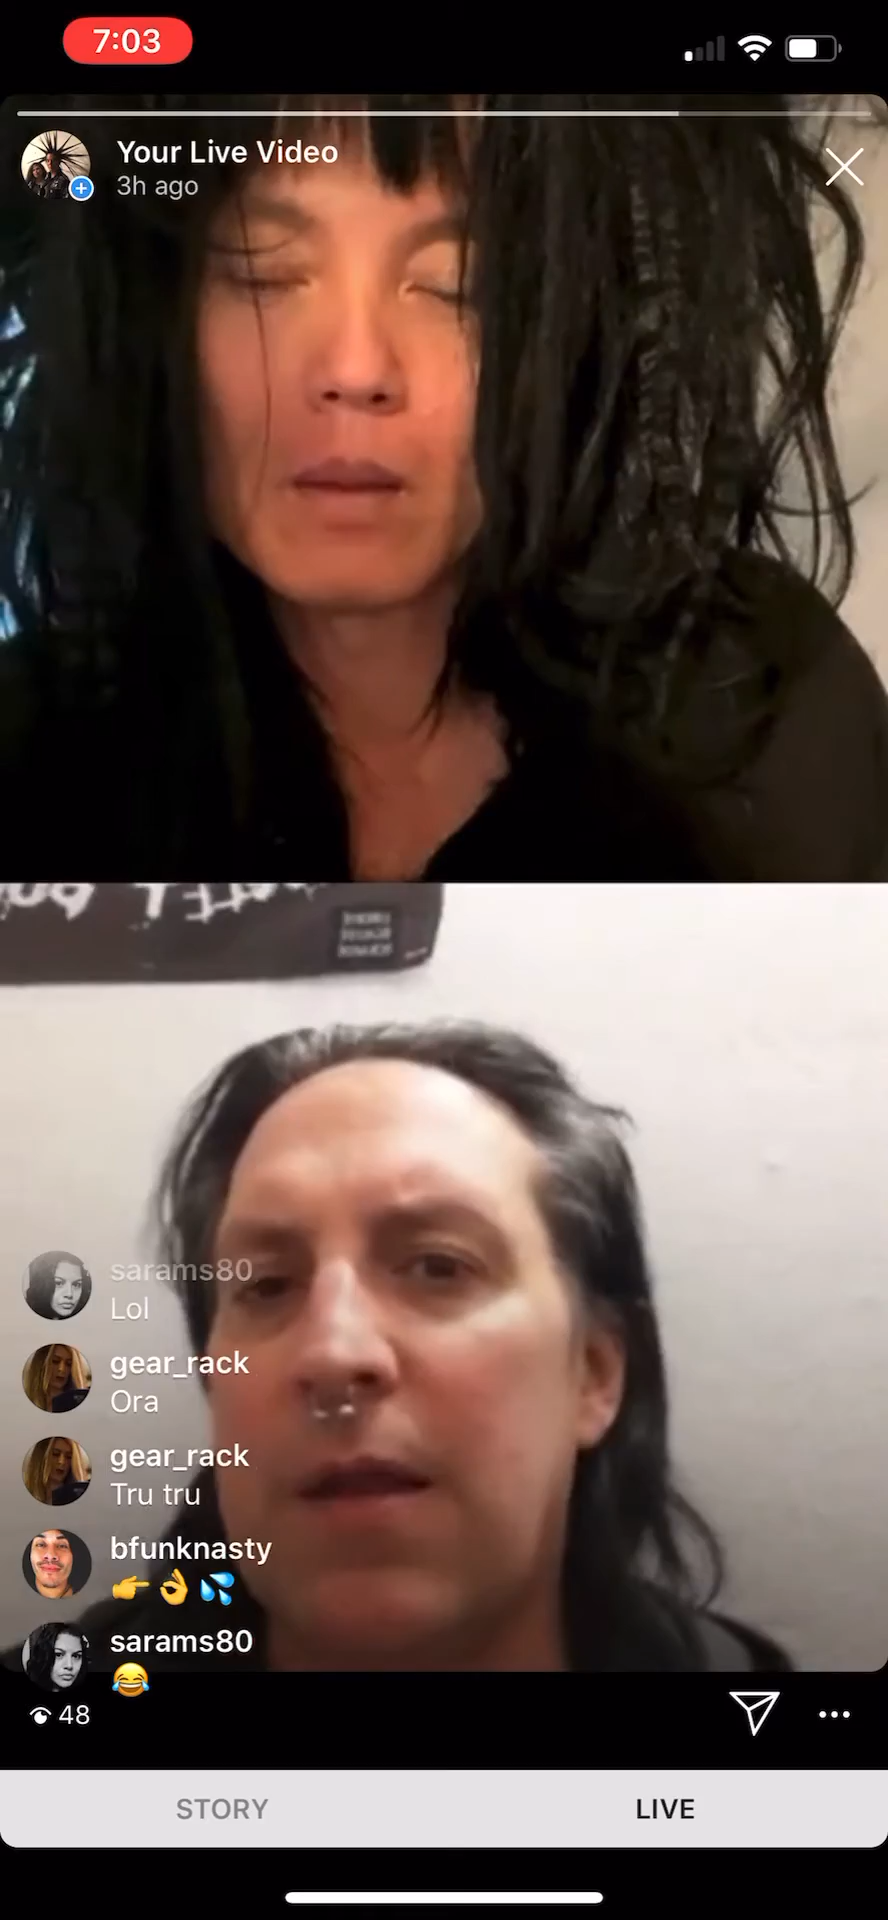 7:03
Your Live Video
3h ago
sarams80
Lol
gear_rack
Ora
gear_rack
Tru tru
bfunknasty
👉👌💦
sarams80
😂
48
STORY
LIVE